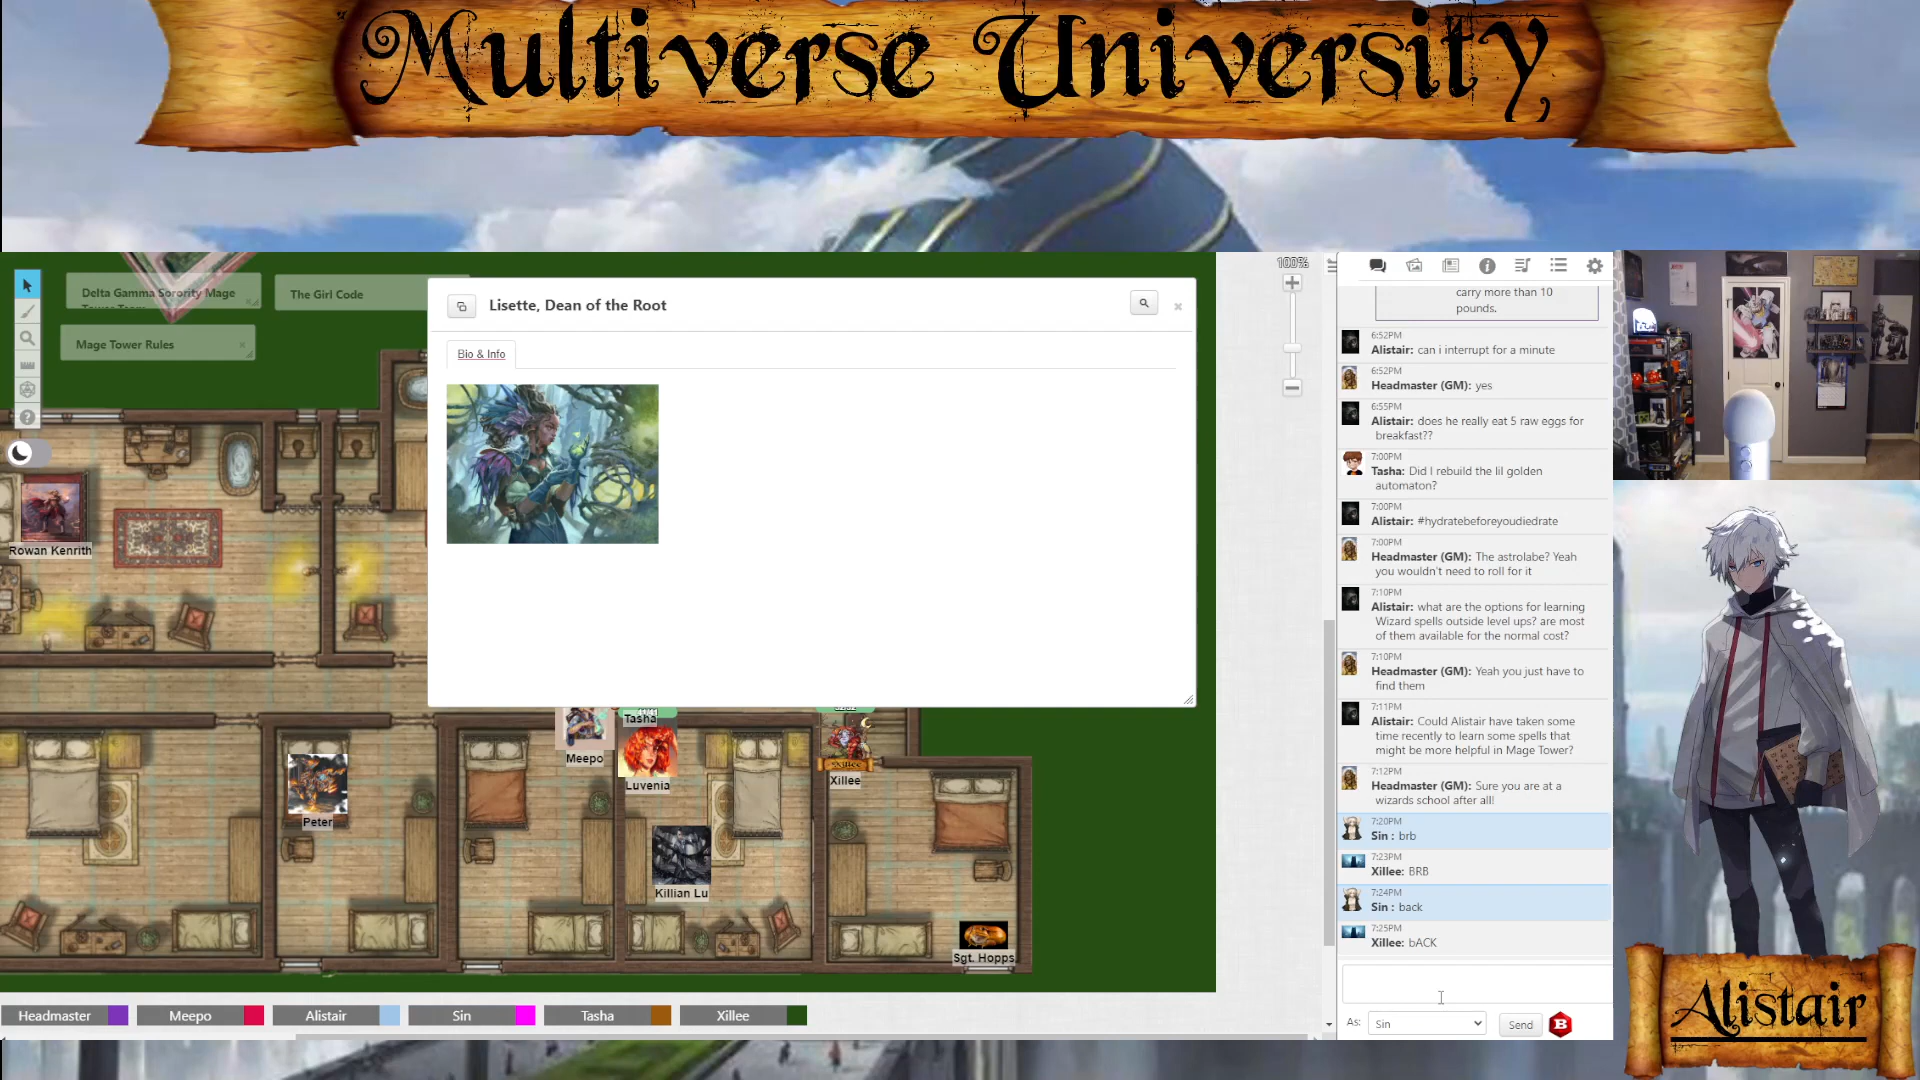 Multiverse University
Delta Gamma Sorority Mage
The Girl Code
Mage Tower Rules
Lisette, Dean of the Root
Bio & Info
100%
carry more than 10
pounds.
6:52PM
Alistair: can i interrupt for a minute
6:52PM
Headmaster (GM): yes
6:55PM
Alistair: does he really eat 5 raw eggs for
breakfast??
7:00PM
Tasha: Did I rebuild the lil golden
automaton?
7:00PM
Alistair: #hydratebeforeyoudiedrate
7:00PM
Headmaster (GM): The astrolabe? Yeah
you wouldn't need to roll for it
7:10PM
Alistair: what are the options for learning
Wizard spells outside level ups? are most
of them available for the normal cost?
7:10PM
Headmaster (GM): Yeah you just have to
find them
7:11PM
Alistair: Could Alistair have taken some
time recently to learn some spells that
might be more helpful in Mage Tower?
7:12PM
Headmaster (GM): Sure you are at a
wizards school after all!
7:20PM
Sin : brb
7:23PM
Xillee: BRB
7:24PM
Sin : back
7:25PM
Xillee: bACK
As:
Sin
Send
B
Rowan Kenrith
Tasha
Meepo
Luvenia
Xillee
Xillee
Peter
Killian Lu
Sgt. Hopps
Headmaster
Meepo
Alistair
Sin
Tasha
Xillee
Alistair